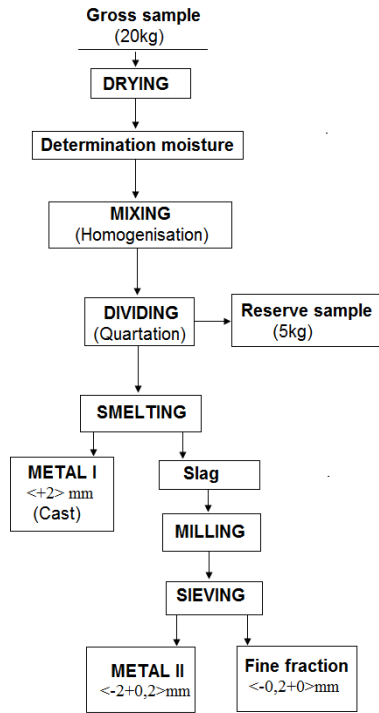 Gross sample
(20kg)
DRYING
Determination moisture
MIXING
(Homogenisation)
DIVIDING
(Quartation)
Reserve sample
(5kg)
SMELTING
METAL I
<+2> mm
(Cast)
Slag
MILLING
SIEVING
METAL II
<-2+0,2>mm
Fine fraction
<-0,2+0>mm